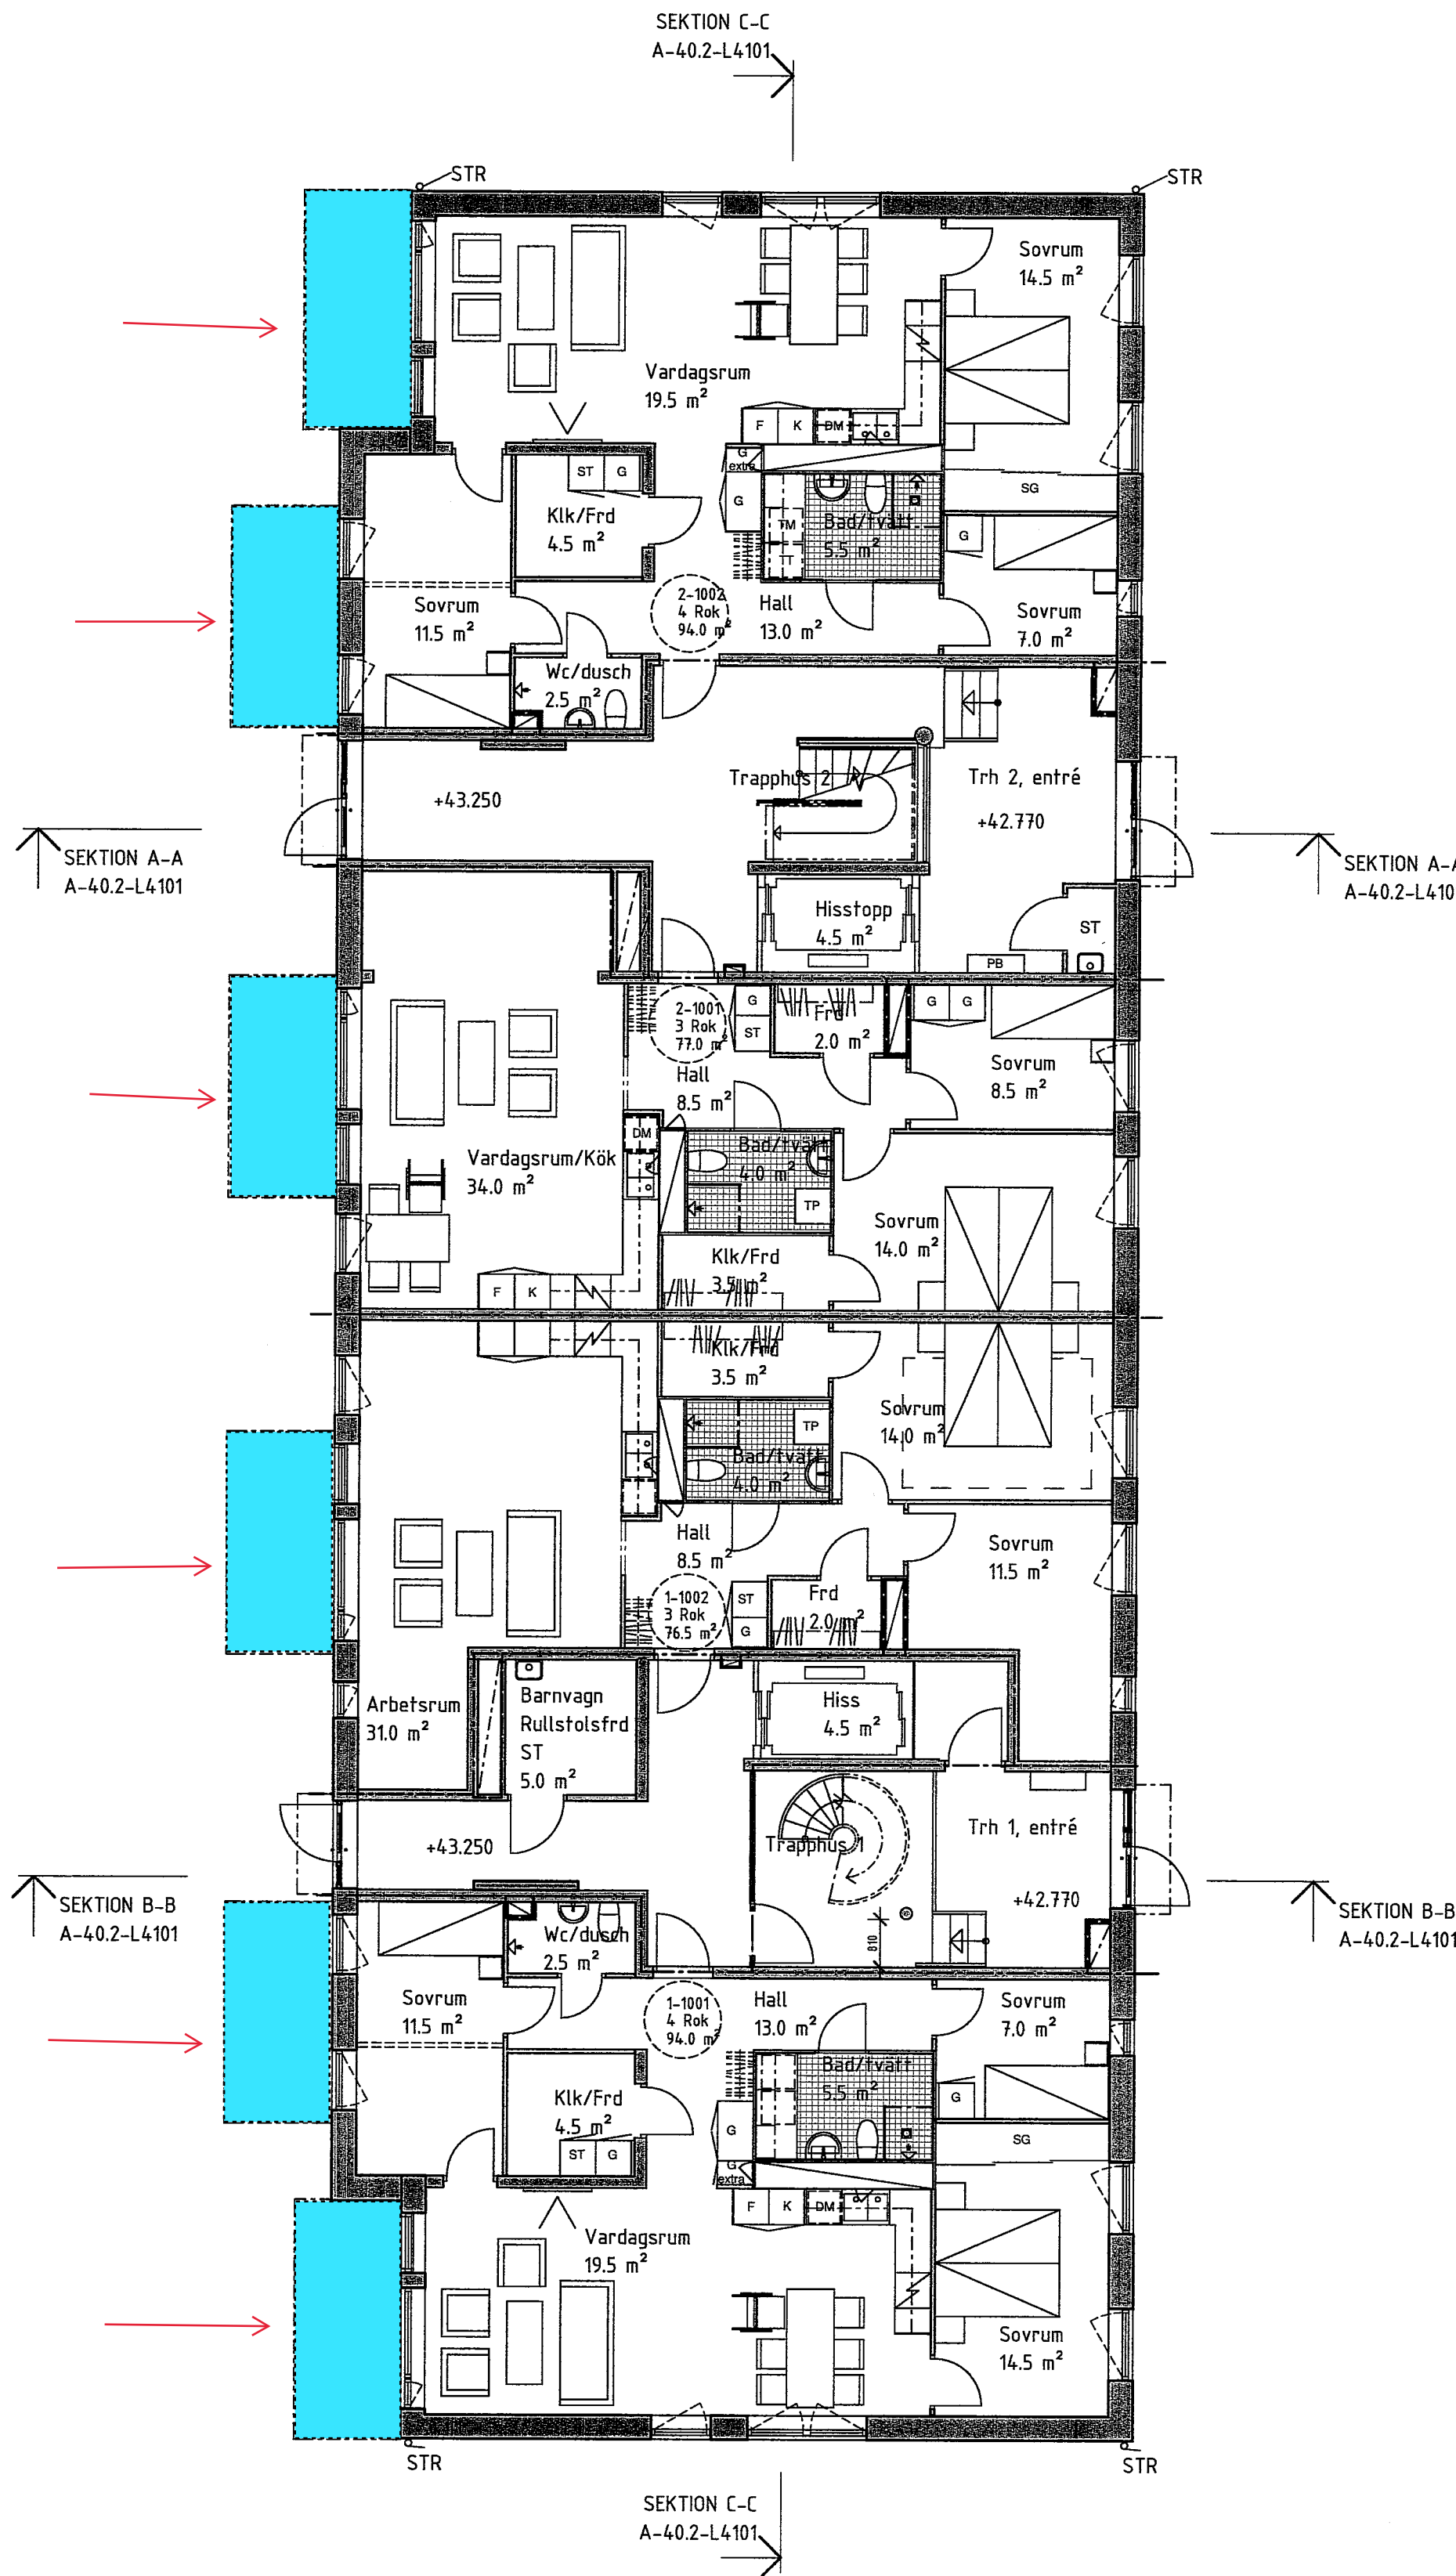 SEKTION C-C
A-40.2-L4101
STR
STR
Sovrum
14.5 m²
Vardagsrum
19.5 m²
F
K
DM
G
extra
ST
G
SG
Klk/Frd
4.5 m²
G
TM
TT
Bad/tvätt
5.5 m²
G
Sovrum
11.5 m²
2-1002
4 Rok
94.0 m²
Hall
13.0 m²
Sovrum
7.0 m²
Wc/dusch
2.5 m²
Trapphus 2
Trh 2, entré
+43.250
+42.770
SEKTION A-A
A-40.2-L4101
SEKTION A-A
A-40.2-L410
Hisstopp
4.5 m²
ST
PB
2-1001
3 Rok
77.0 m²
G
ST
Frd
2.0 m²
G
G
Sovrum
8.5 m²
Hall
8.5 m²
DM
Bad/tvätt
4.0 m²
TP
Vardagsrum/Kök
34.0 m²
Sovrum
14.0 m²
Klk/Frd
3.5 m²
F
K
Klk/Frd
3.5 m²
Sovrum
14.0 m²
TP
Bad/tvätt
4.0 m²
Hall
8.5 m²
Sovrum
11.5 m²
1-1002
3 Rok
76.5 m²
ST
G
Frd
2.0 m²
Arbetsrum
31.0 m²
Barnvagn
Rullstolsfrd
ST
5.0 m²
Hiss
4.5 m²
+43.250
Trapphus 1
Trh 1, entré
+42.770
SEKTION B-B
A-40.2-L4101
SEKTION B-B
A-40.2-L4101
810
Wc/dusch
2.5 m²
Sovrum
11.5 m²
1-1001
4 Rok
94.0 m²
Hall
13.0 m²
Sovrum
7.0 m²
Bad/tvätt
5.5 m²
G
Klk/Frd
4.5 m²
G
ST
G
SG
G
extra
F
K
DM
Vardagsrum
19.5 m²
Sovrum
14.5 m²
STR
STR
SEKTION C-C
A-40.2-L4101